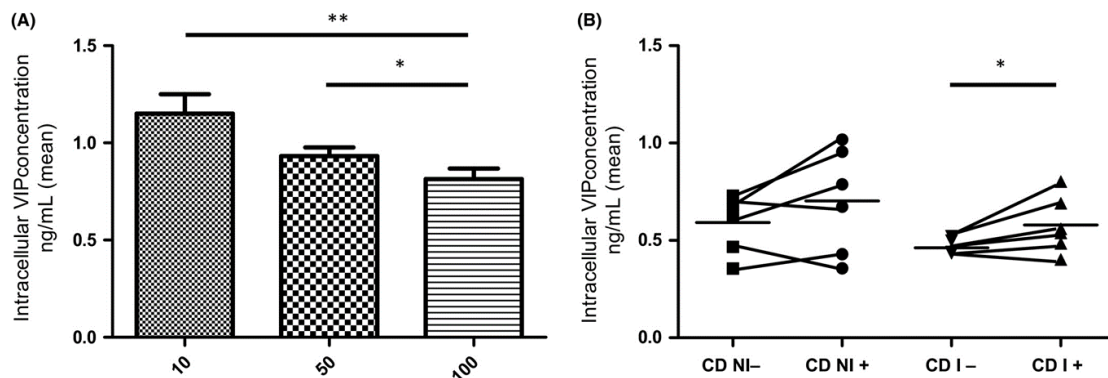 (A)
Intracellular VIPconcentration
ng/mL (mean)
1.5
1.0
0.5
0.0
**
*
10
50
100
(B)
Intracellular VIPconcentration
ng/mL (mean)
1.5
1.0
0.5
0.0
*
CD NI–
CD NI +
CD I –
CD I +